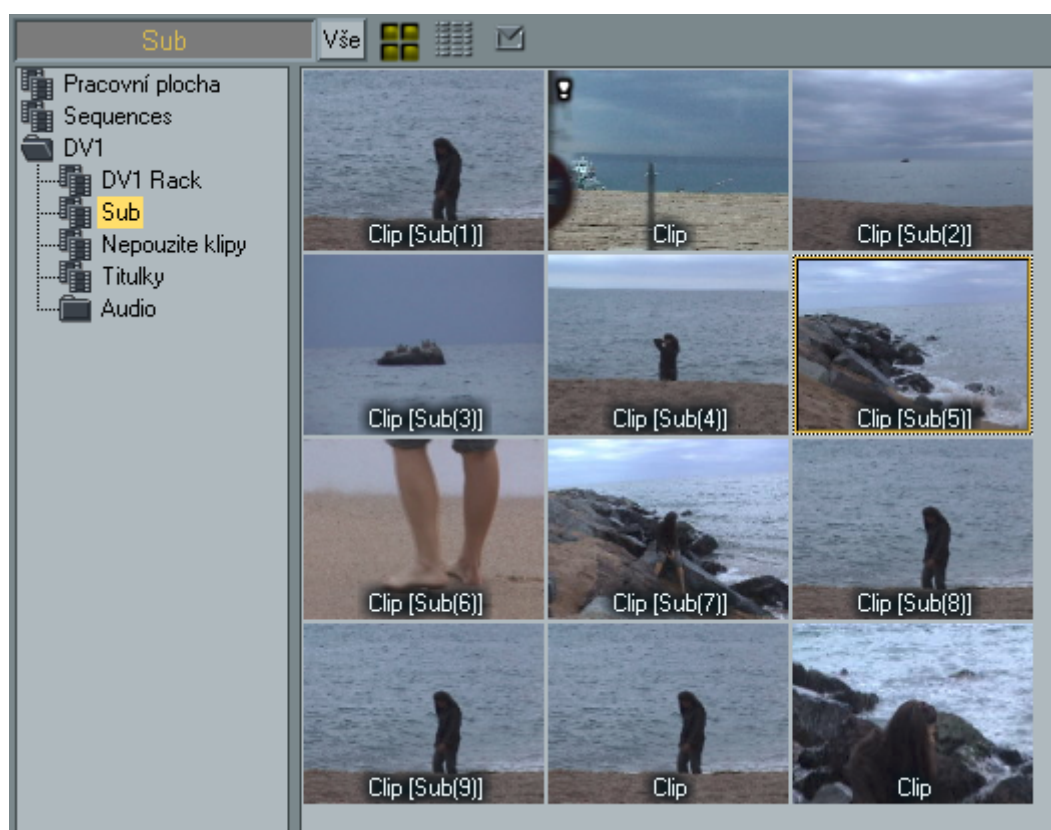 Sub
Vše
Pracovní plocha
Sequences
DV1
DV1 Rack
Sub
Nepouzite klipy
Titulky
Audio
Clip [Sub(1)]
Clip
Clip [Sub(2)]
Clip [Sub(3)]
Clip [Sub(4)]
Clip [Sub(5)]
Clip [Sub(6)]
Clip [Sub(7)]
Clip [Sub(8)]
Clip [Sub(9)]
Clip
Clip